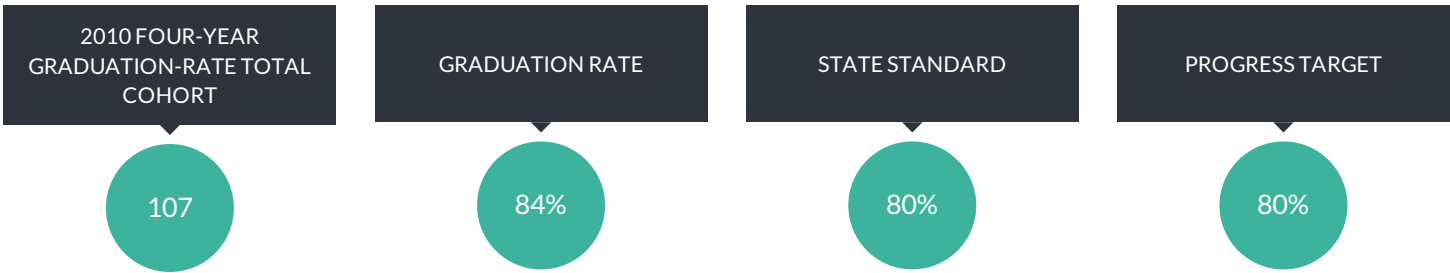 2010 FOUR-YEAR
GRADUATION-RATE TOTAL
COHORT
107
GRADUATION RATE
84%
STATE STANDARD
80%
PROGRESS TARGET
80%